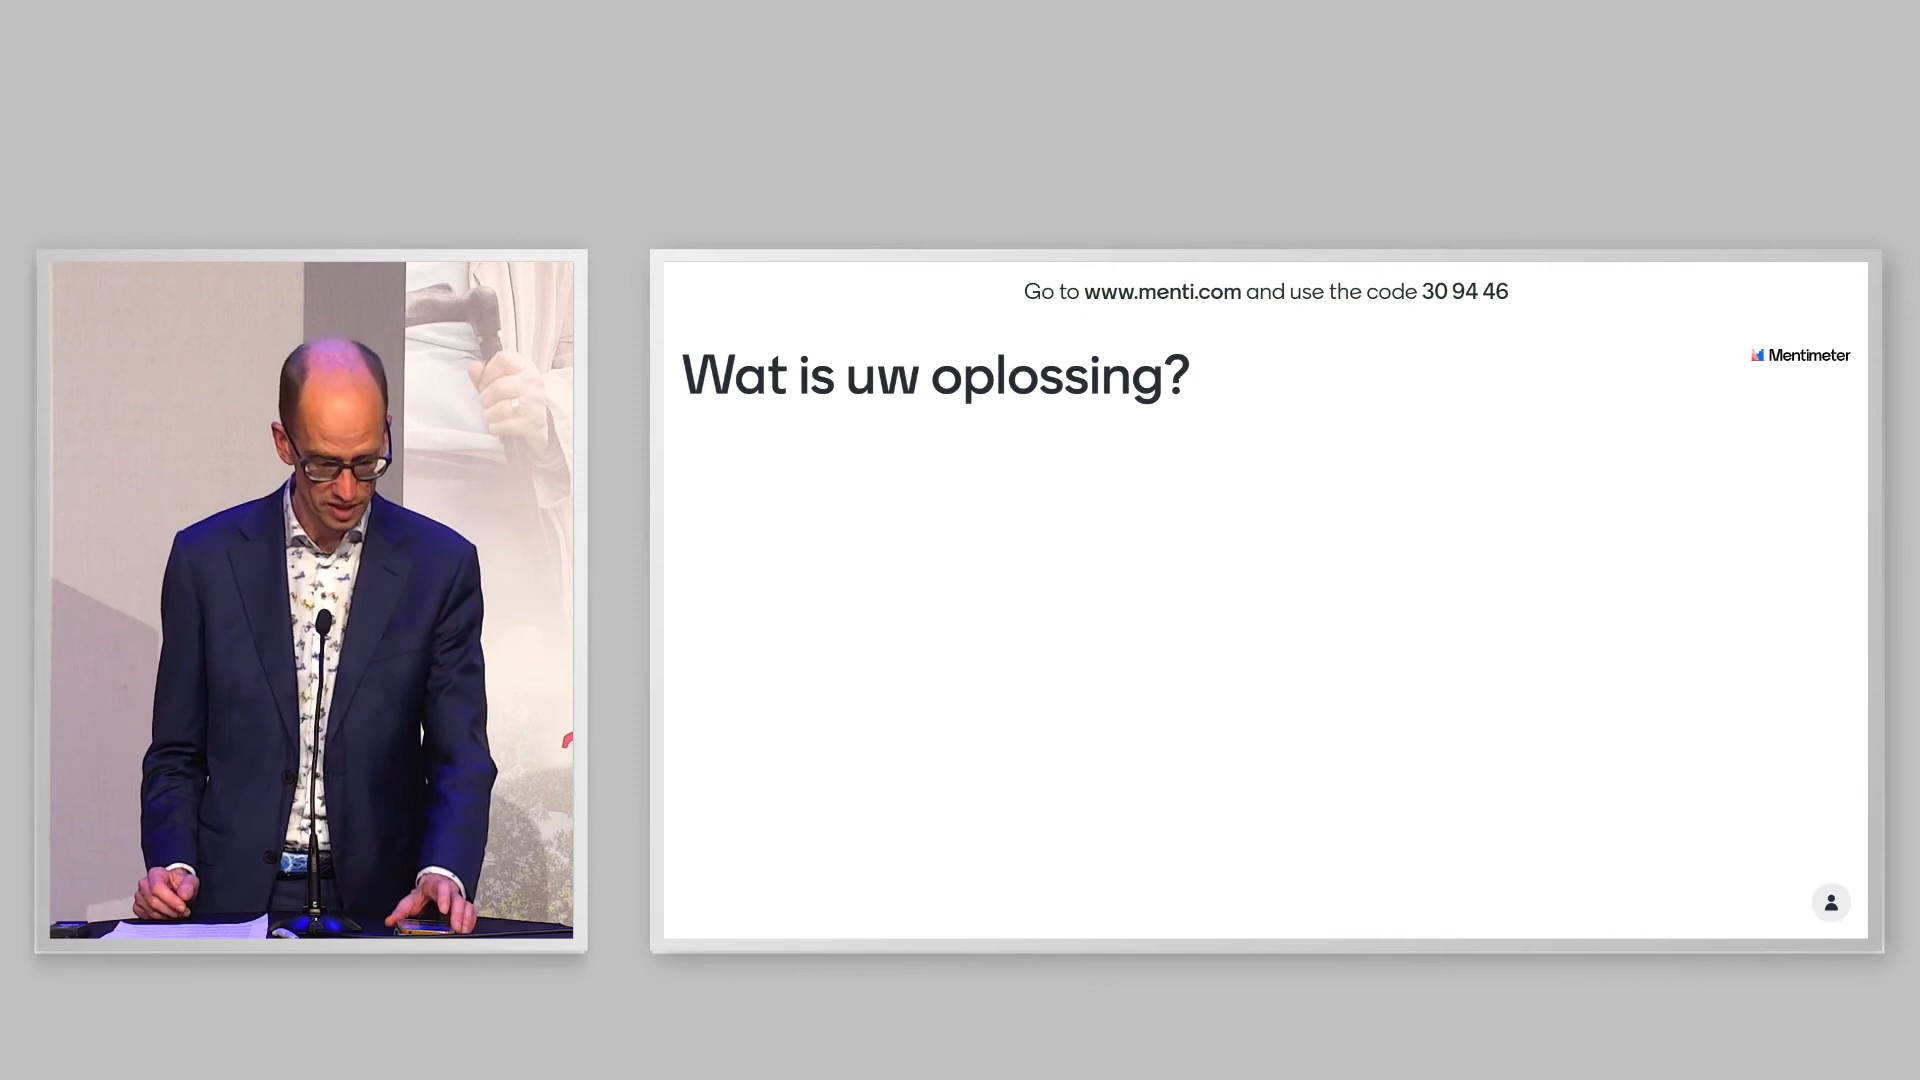 Go to www.menti.com and use the code 30 94 46
Wat is uw oplossing?
Mentimeter